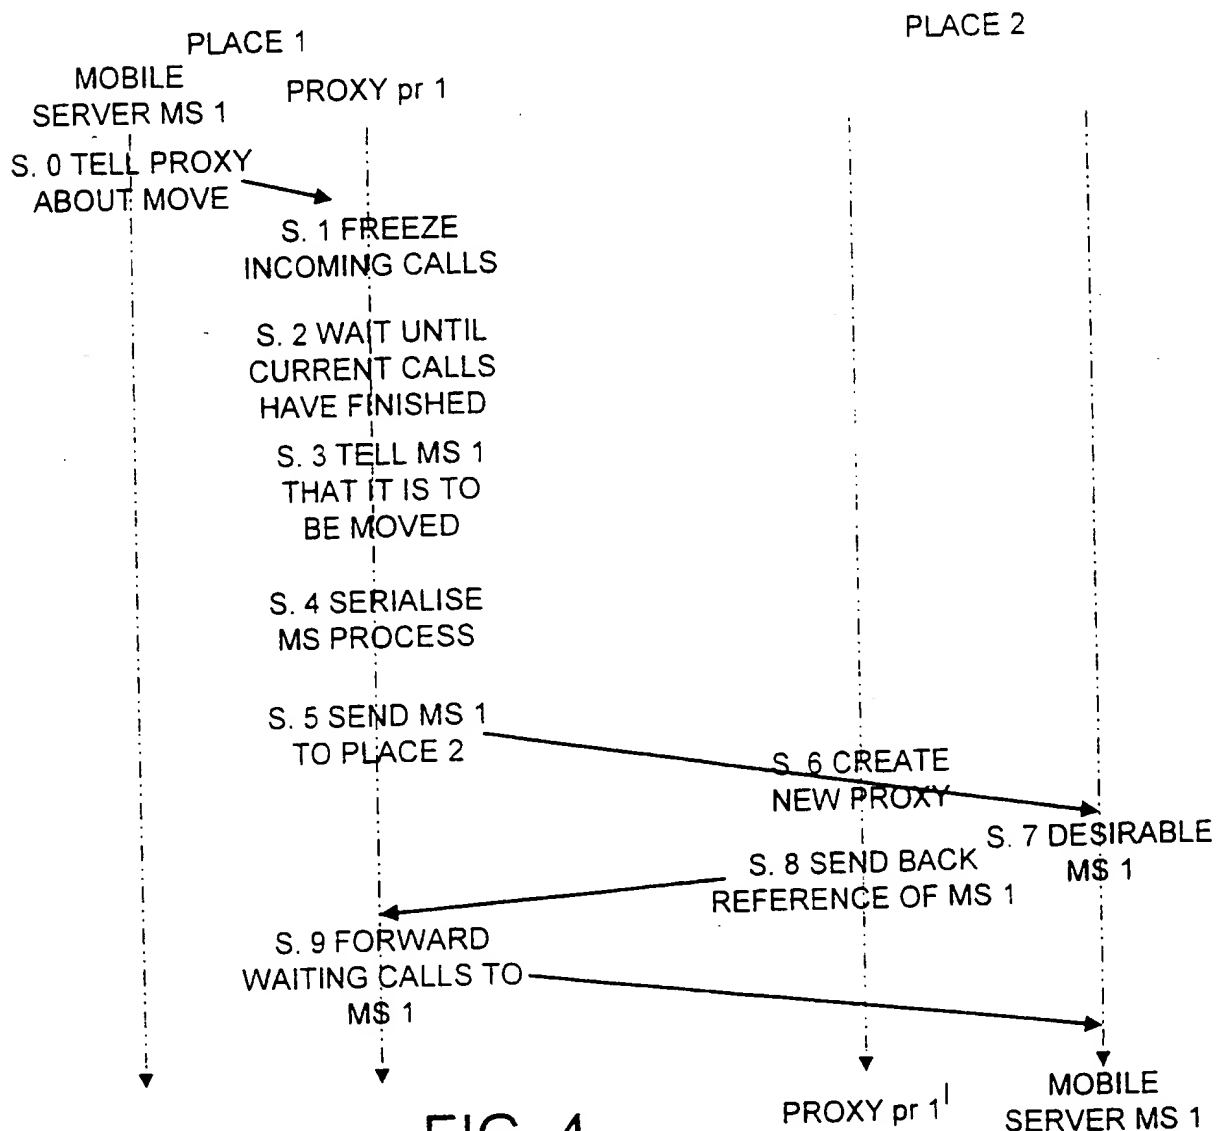 PLACE 1
PLACE 2
MOBILE
SERVER MS 1
PROXY pr 1
S. 0 TELL PROXY
ABOUT MOVE
S. 1 FREEZE
INCOMING CALLS
S. 2 WAIT UNTIL
CURRENT CALLS
HAVE FINISHED
S. 3 TELL MS 1
THAT IT IS TO
BE MOVED
S. 4 SERIALISE
MS PROCESS
S. 5 SEND MS 1
TO PLACE 2
S. 6 CREATE
NEW PROXY
S. 7 DESIRABLE
MS 1
S. 8 SEND BACK
REFERENCE OF MS 1
S. 9 FORWARD
WAITING CALLS TO
MS 1
PROXY pr 1|
MOBILE
SERVER MS 1
FIG. 4